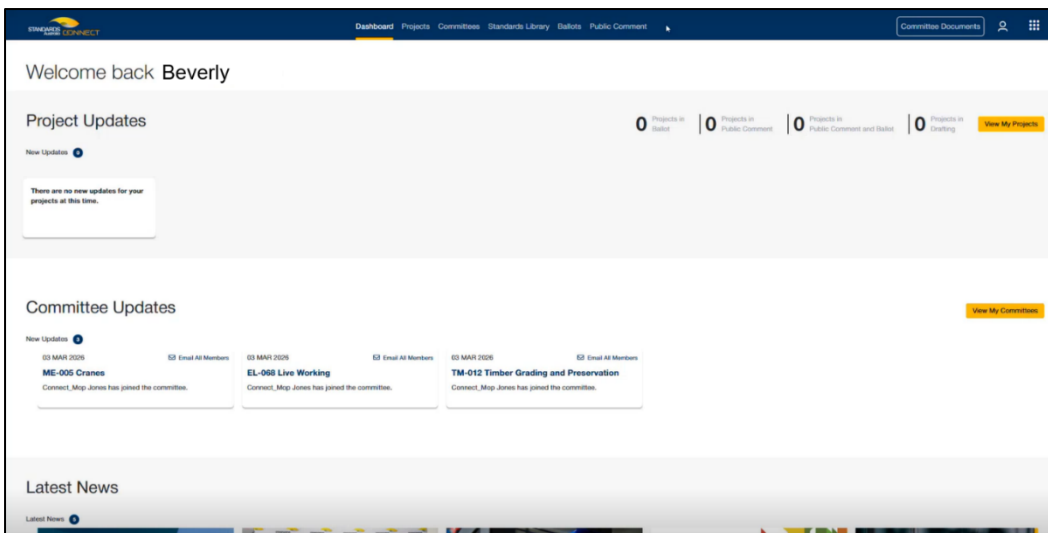 STANDARDS
AUSTRALIA CONNECT
Dashboard Projects Committees Standards Library Ballots Public Comment
Committee Documents
Welcome back Beverly
Project Updates
0 Projects in Ballot
0 Projects in Public Comment
0 Projects in Public Comment and Ballot
0 Projects in Drafting
View My Projects
New Updates 0
There are no new updates for your
projects at this time.
Committee Updates
View My Committees
New Updates 3
03 MAR 2026 Email All Members
ME-005 Cranes
Connect_Mop Jones has joined the committee.
03 MAR 2026 Email All Members
EL-068 Live Working
Connect_Mop Jones has joined the committee.
03 MAR 2026 Email All Members
TM-012 Timber Grading and Preservation
Connect_Mop Jones has joined the committee.
Latest News
Latest News